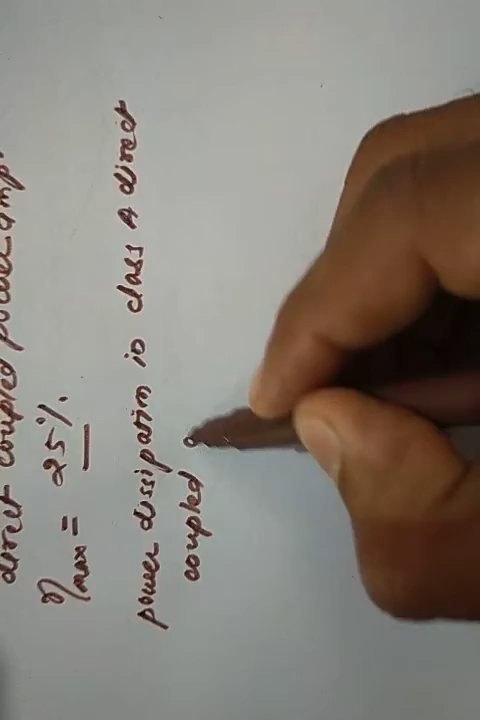 direct coupled power amp.
ηmax = 25%.
power dissipation in class A direct
coupled a